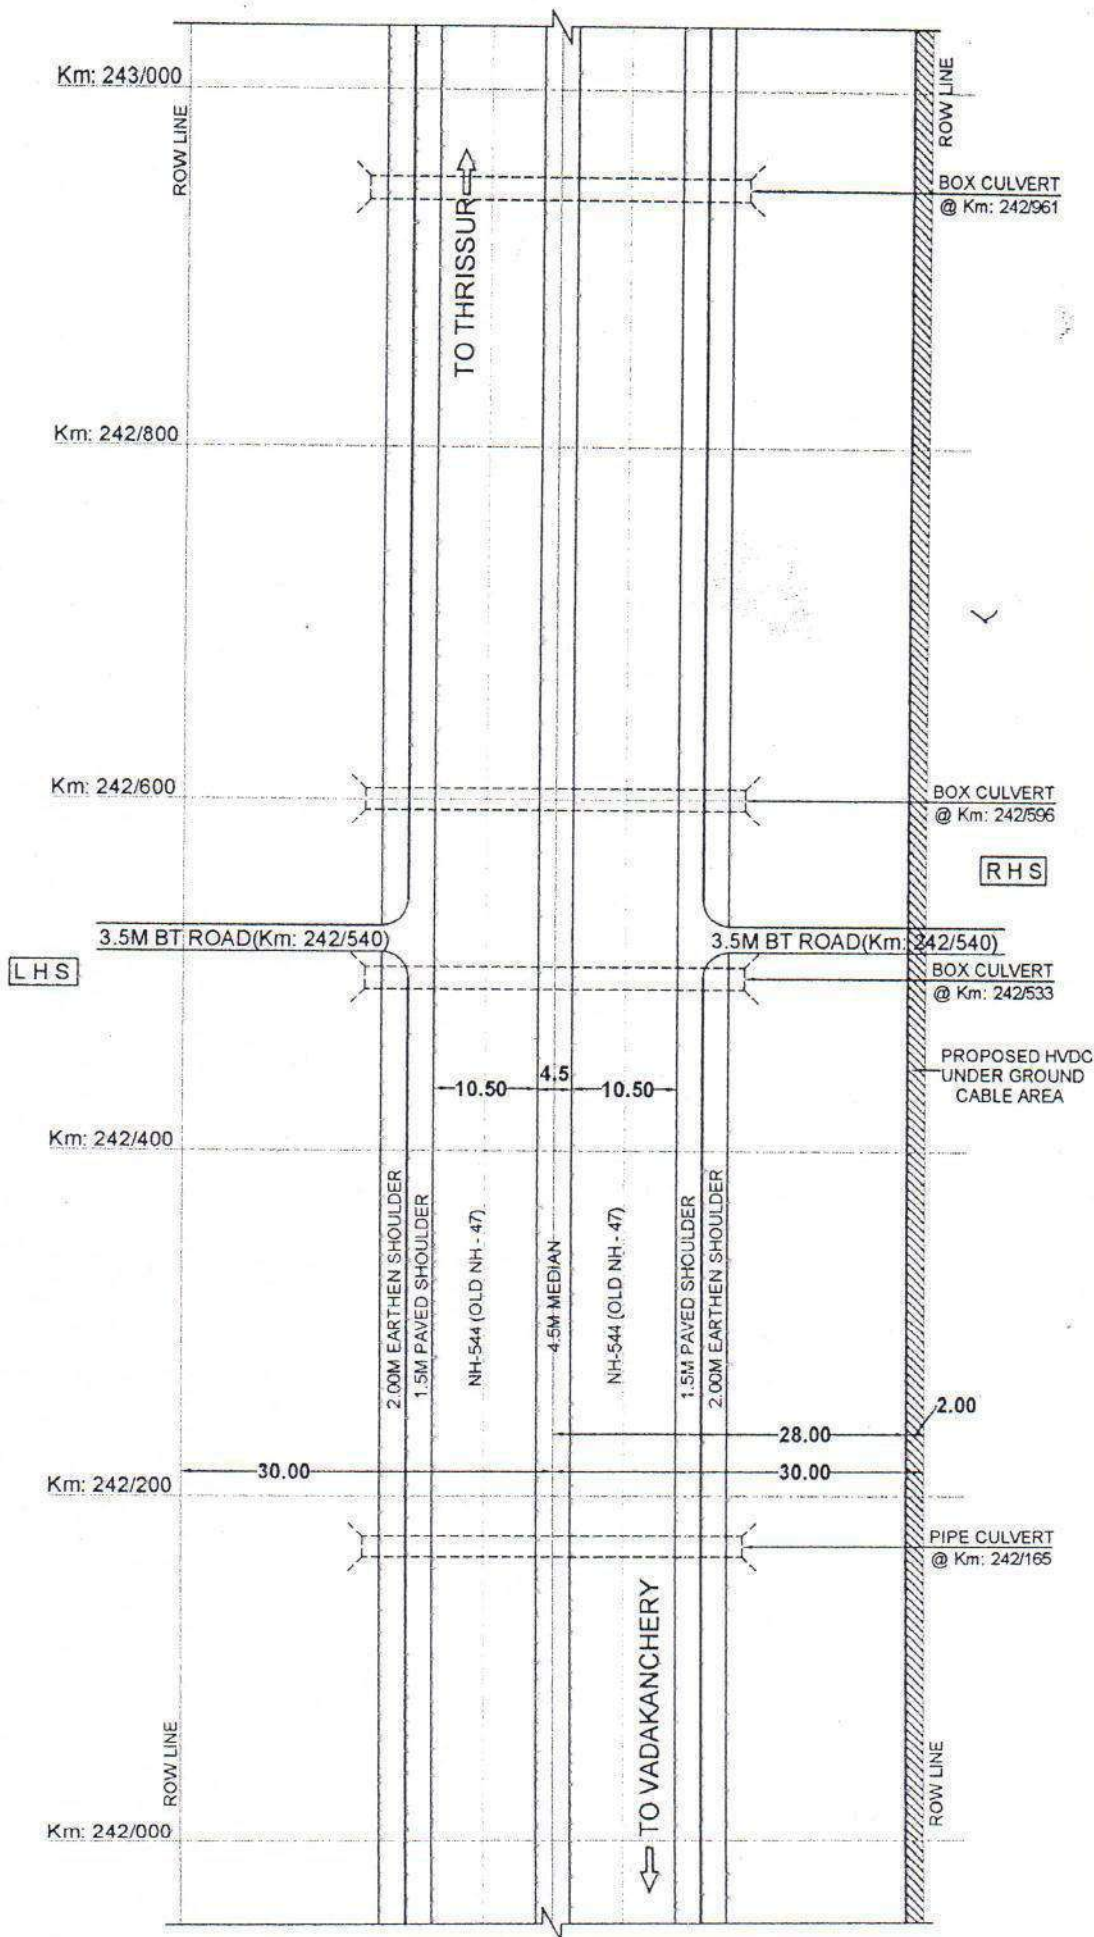 Km: 243/000
ROW LINE
ROW LINE
BOX CULVERT
@ Km: 242/961
TO THRISSUR
Km: 242/800
Km: 242/600
BOX CULVERT
@ Km: 242/596
RHS
3.5M BT ROAD(Km: 242/540)
3.5M BT ROAD(Km: 242/540)
LHS
BOX CULVERT
@ Km: 242/533
PROPOSED HVDC
UNDER GROUND
CABLE AREA
10.50
4.5
10.50
Km: 242/400
2.00M EARTHEN SHOULDER
1.5M PAVED SHOULDER
NH-544 (OLD NH - 47)
4.5M MEDIAN
NH-544 (OLD NH - 47)
1.5M PAVED SHOULDER
2.00M EARTHEN SHOULDER
2.00
28.00
30.00
30.00
Km: 242/200
PIPE CULVERT
@ Km: 242/165
TO VADAKANCHERY
ROW LINE
ROW LINE
Km: 242/000